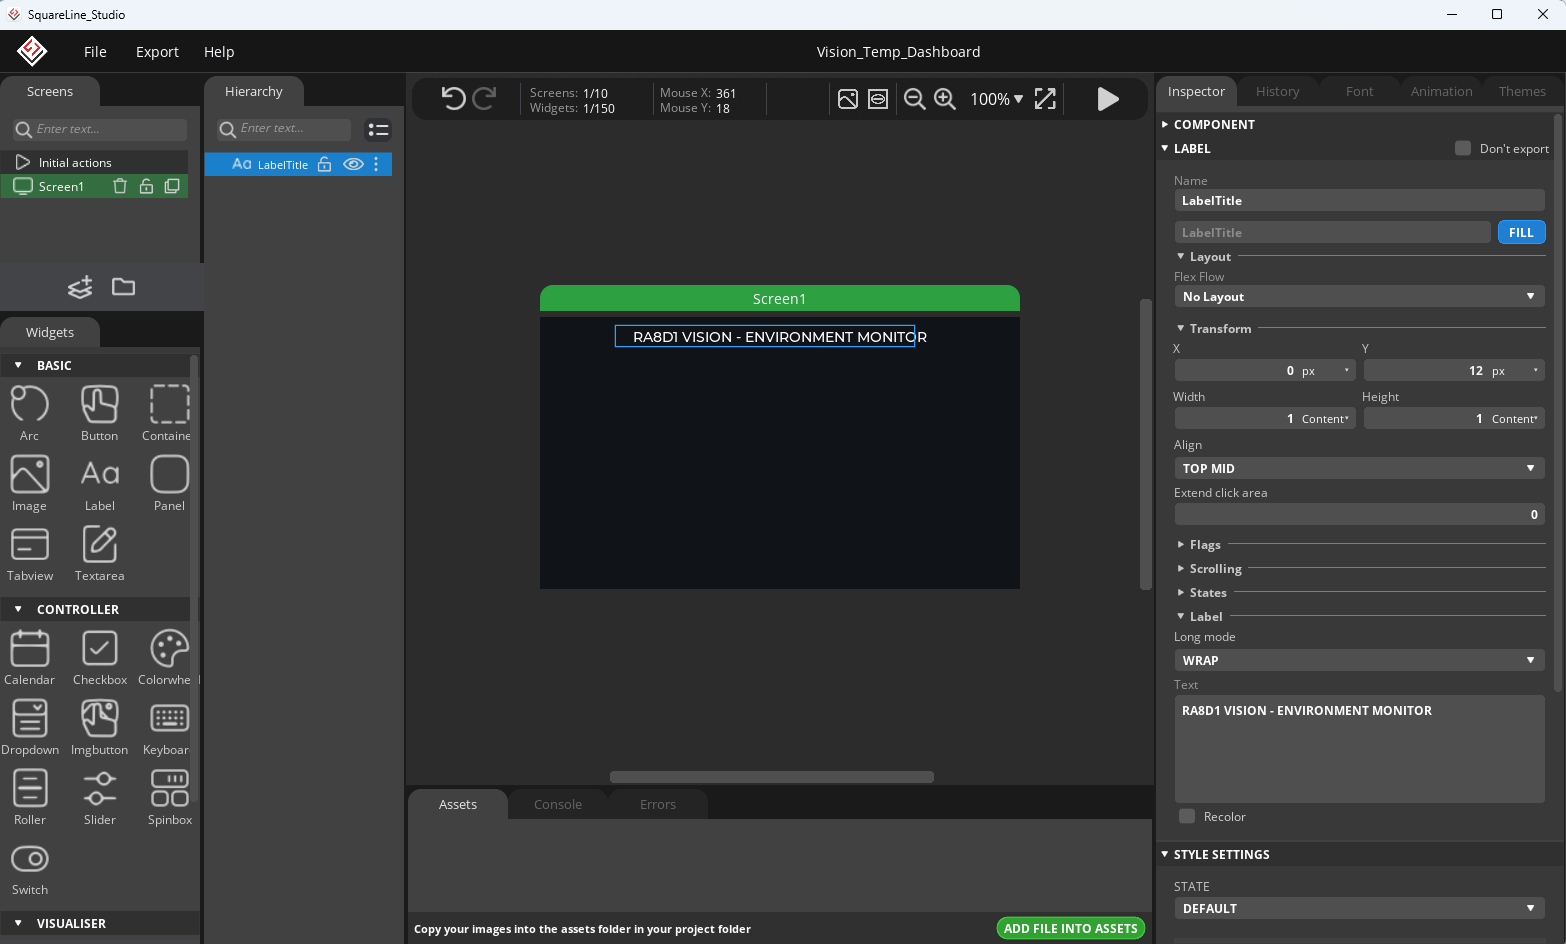 SquareLine_Studio
File Export Help Vision_Temp_Dashboard
Screens
Enter text...
Initial actions
Screen1
Hierarchy
Enter text...
LabelTitle
Screens: 1/10
Widgets: 1/150
Mouse X: 361
Mouse Y: 18
100%
Screen1
RA8D1 VISION - ENVIRONMENT MONITOR
Widgets
BASIC
Arc Button Containe
Image Label Panel
Tabview Textarea
CONTROLLER
Calendar Checkbox Colorwhe
Dropdown Imgbutton Keyboar
Roller Slider Spinbox
Switch
VISUALISER
Assets Console Errors
Copy your images into the assets folder in your project folder
ADD FILE INTO ASSETS
Inspector History Font Animation Themes
COMPONENT
LABEL Don't export
Name
LabelTitle
LabelTitle FILL
Layout
Flex Flow
No Layout
Transform
X Y
0 px 12 px
Width Height
1 Content 1 Content
Align
TOP MID
Extend click area
0
Flags
Scrolling
States
Label
Long mode
WRAP
Text
RA8D1 VISION - ENVIRONMENT MONITOR
Recolor
STYLE SETTINGS
STATE
DEFAULT